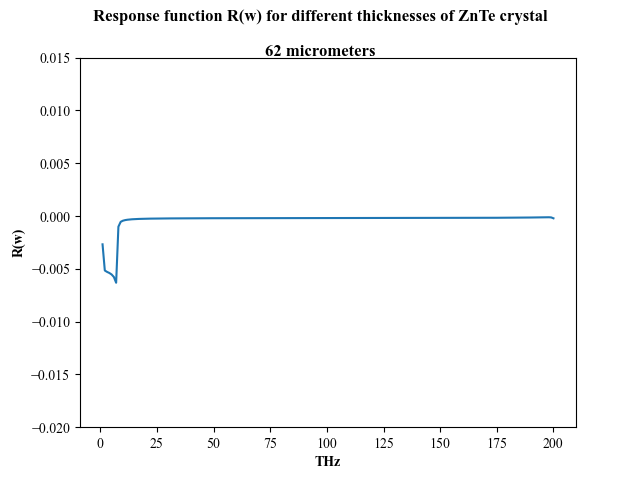 Response function R(w) for different thicknesses of ZnTe crystal
62 micrometers
0.015
0.010
0.005
0.000
−0.005
−0.010
−0.015
−0.020
R(w)
0 25 50 75 100 125 150 175 200
THz